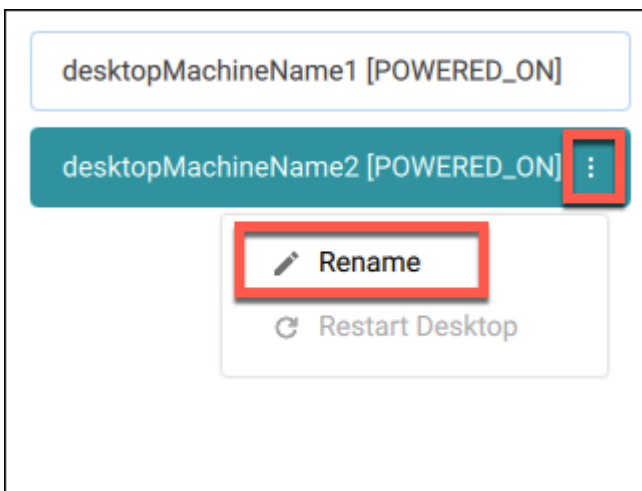 desktopMachineName1 [POWERED_ON]
desktopMachineName2 [POWERED_ON]
Rename
Restart Desktop